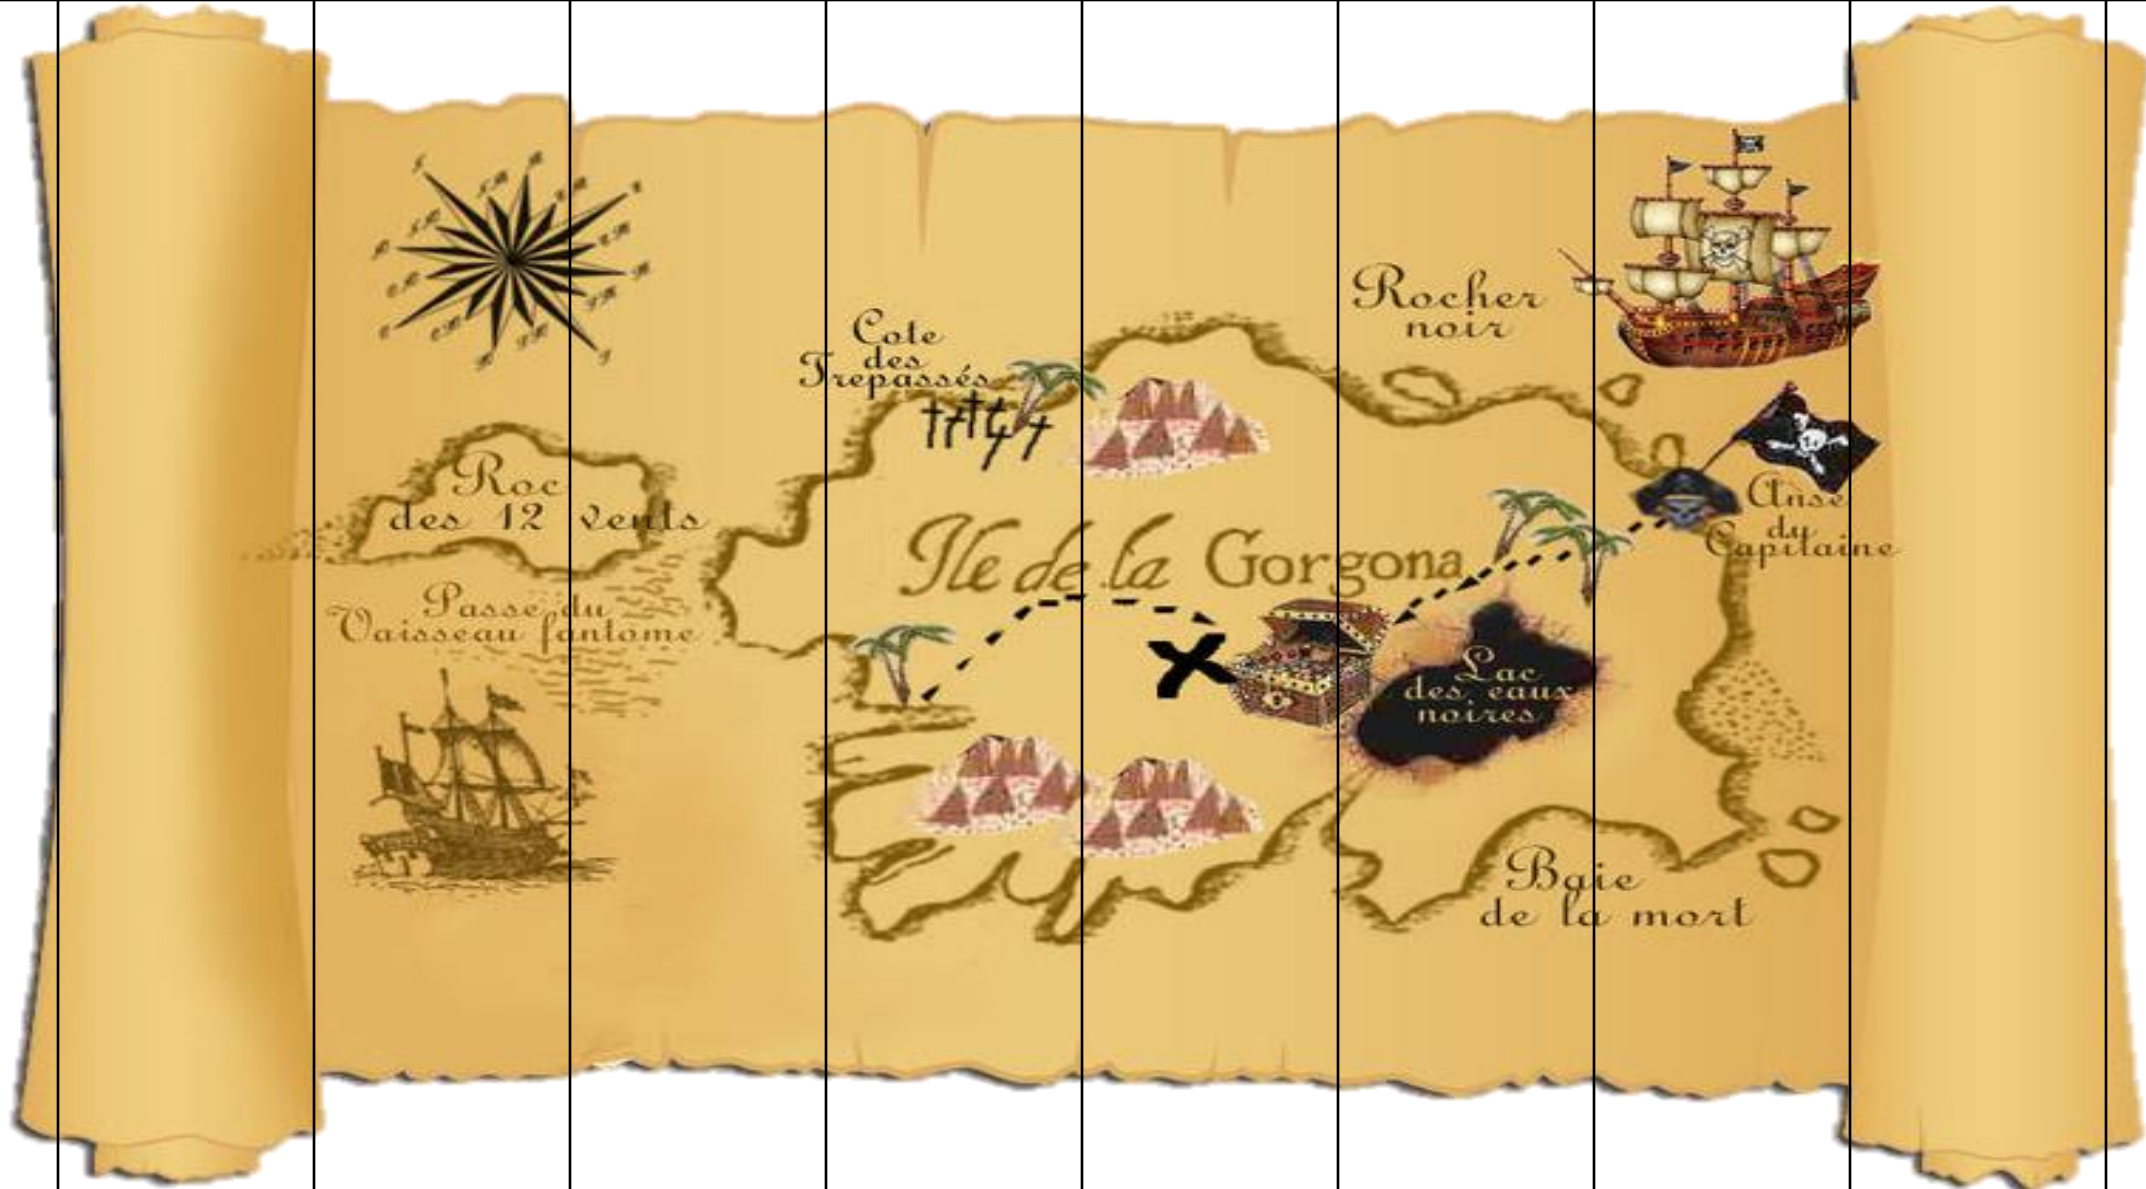 Rocher
noir
Cote
des
Trepassés
Roc
des 12 vents
Anse
du
Capitaine
Ile de la Gorgona
Passe du
Vaisseau fantome
Lac
des eaux
noires
Baie
de la mort